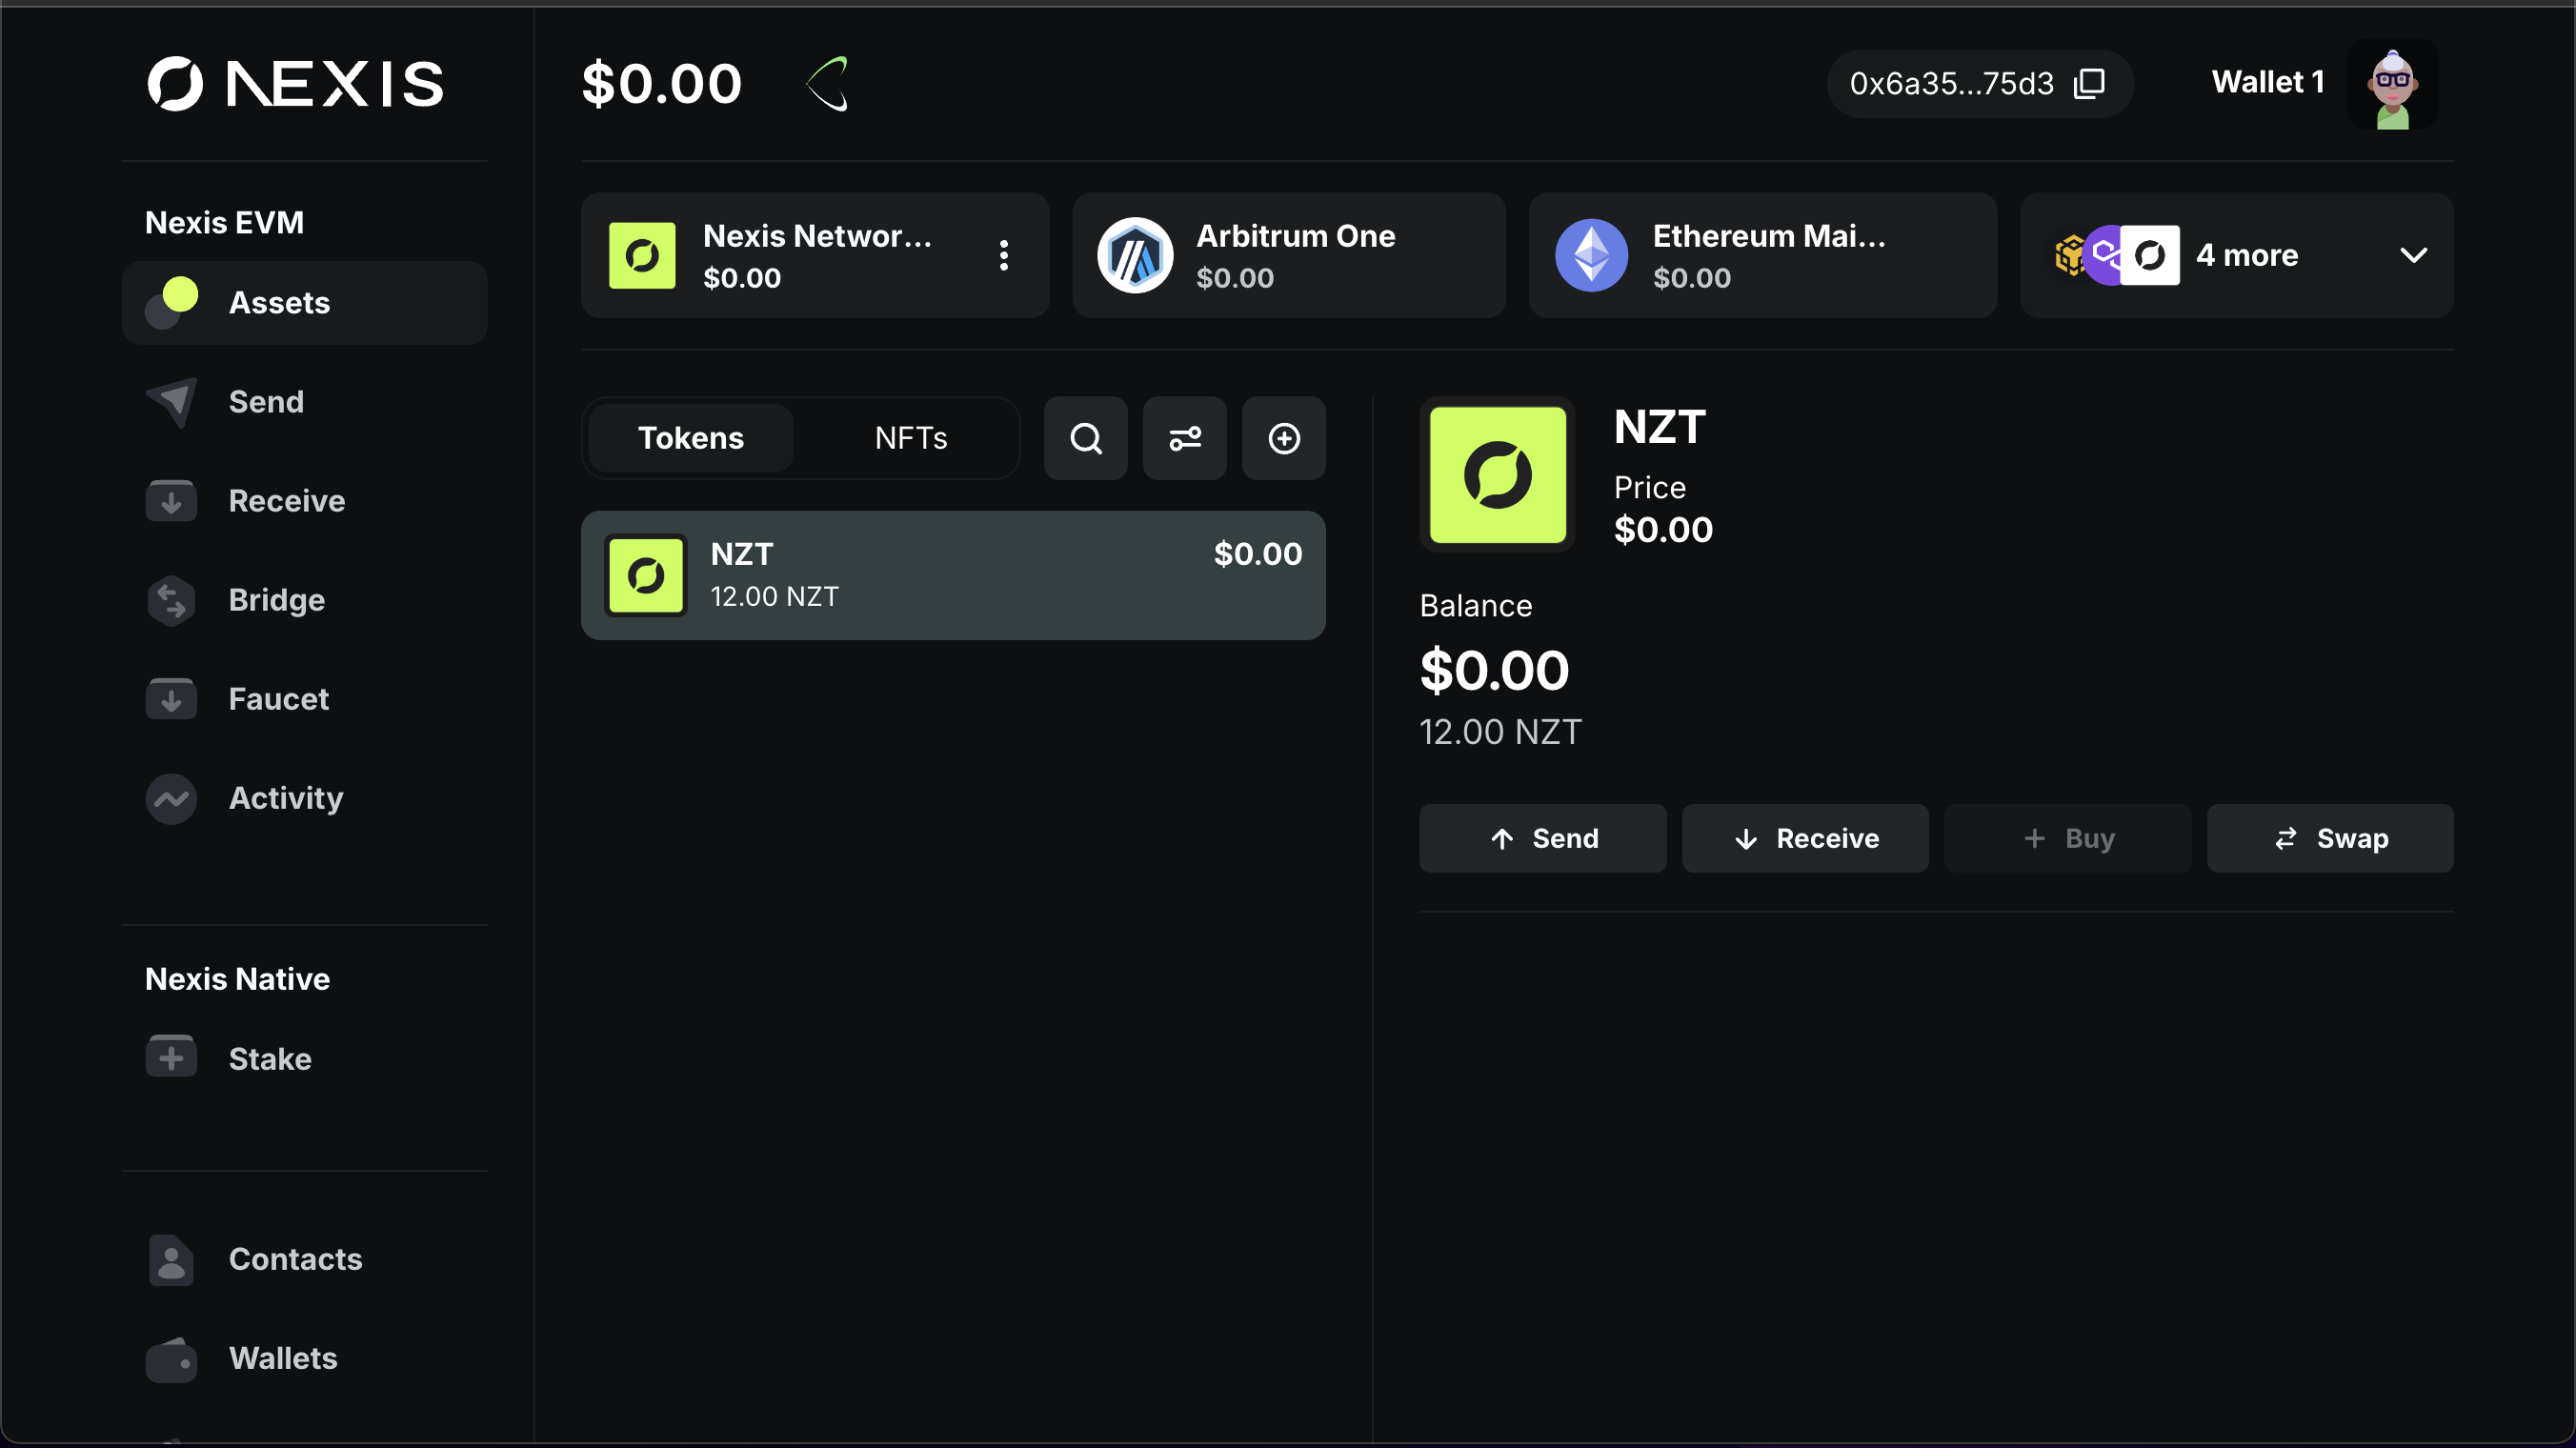 NEXIS
Nexis EVM
Assets
Send
Receive
Bridge
Faucet
Activity
Nexis Native
Stake
Contacts
Wallets
$0.00
0x6a35...75d3
Wallet 1
Nexis Networ...
$0.00
Arbitrum One
$0.00
Ethereum Mai...
$0.00
4 more
Tokens
NFTs
NZT
$0.00
12.00 NZT
NZT
Price
$0.00
Balance
$0.00
12.00 NZT
Send
Receive
Buy
Swap